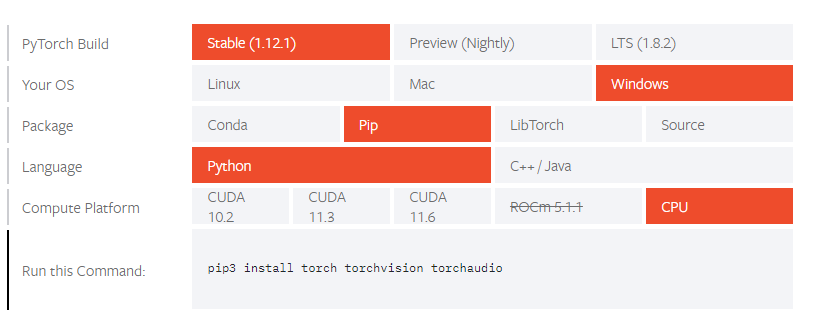 PyTorch Build
Stable (1.12.1)
Preview (Nightly)
LTS (1.8.2)
Your OS
Linux
Mac
Windows
Package
Conda
Pip
LibTorch
Source
Language
Python
C++ / Java
Compute Platform
CUDA
10.2
CUDA
11.3
CUDA
11.6
ROCm 5.1.1
CPU
Run this Command:
pip3 install torch torchvision torchaudio